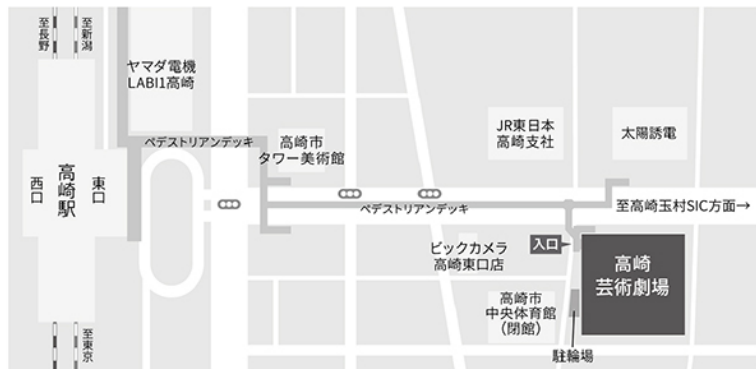 至長野
至新潟
ヤマダ電機
LABI1高崎
ペデストリアンデッキ
高崎市
タワー美術館
JR東日本
高崎支社
太陽誘電
西口
高崎駅
東口
ペデストリアンデッキ
至高崎玉村SIC方面→
ビックカメラ
高崎東口店
入口
高崎
芸術劇場
高崎市
中央体育館
（閉館）
駐輪場
至東京